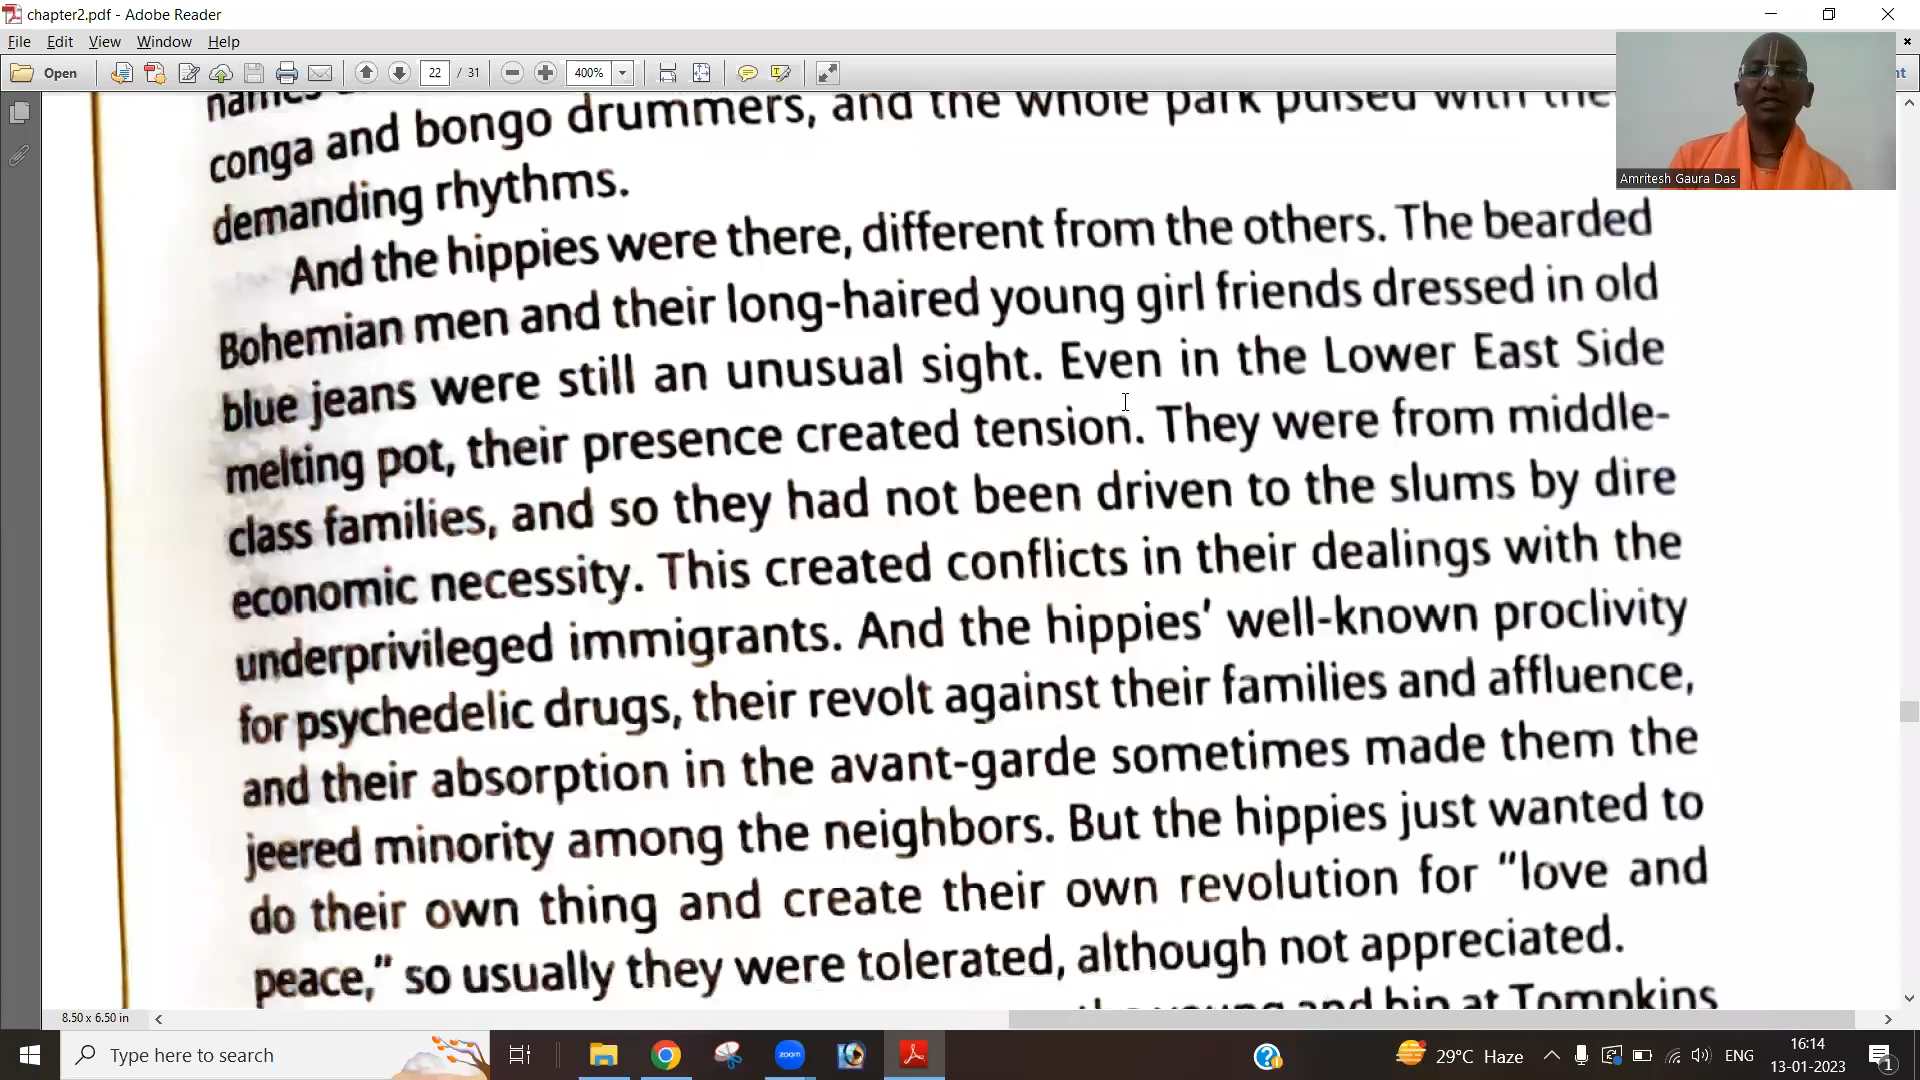 chapter2.pdf - Adobe Reader
File Edit View Window Help
Open 22 / 31 400%
conga and bongo drummers, and the whole park pulsed with
demanding rhythms.
And the hippies were there, different from the others. The bearded
Bohemian men and their long-haired young girl friends dressed in old
blue jeans were still an unusual sight. Even in the Lower East Side
melting pot, their presence created tension. They were from middle-
class families, and so they had not been driven to the slums by dire
economic necessity. This created conflicts in their dealings with the
underprivileged immigrants. And the hippies' well-known proclivity
for psychedelic drugs, their revolt against their families and affluence,
and their absorption in the avant-garde sometimes made them the
jeered minority among the neighbors. But the hippies just wanted to
do their own thing and create their own revolution for "love and
peace," so usually they were tolerated, although not appreciated.
young and hip at Tompkins
Amritesh Gaura Das
8.50 x 6.50 in
Type here to search
zoom
29°C Haze
ENG
16:14
13-01-2023
1